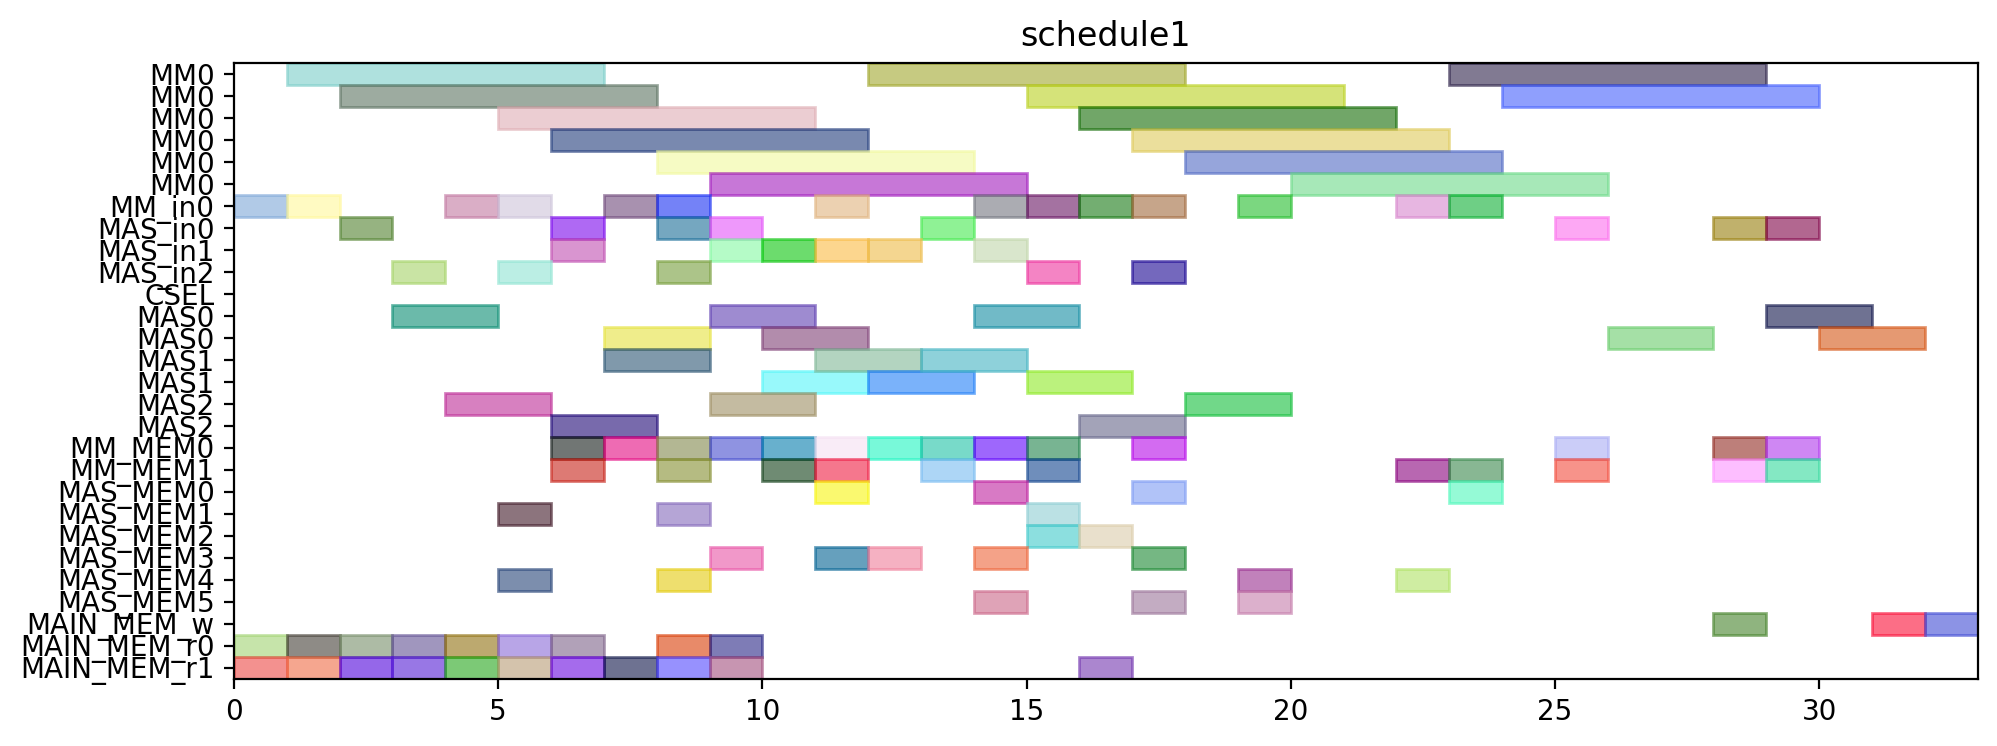 schedule1
MM0
MM0
MM0
MM0
MM0
MM0
MM_in0
MAS_in0
MAS_in1
MAS_in2
CSEL
MAS0
MAS0
MAS1
MAS1
MAS2
MAS2
MM_MEM0
MM_MEM1
MAS_MEM0
MAS_MEM1
MAS_MEM2
MAS_MEM3
MAS_MEM4
MAS_MEM5
MAIN_MEM_w
MAIN_MEM_r0
MAIN_MEM_r1
0 5 10 15 20 25 30